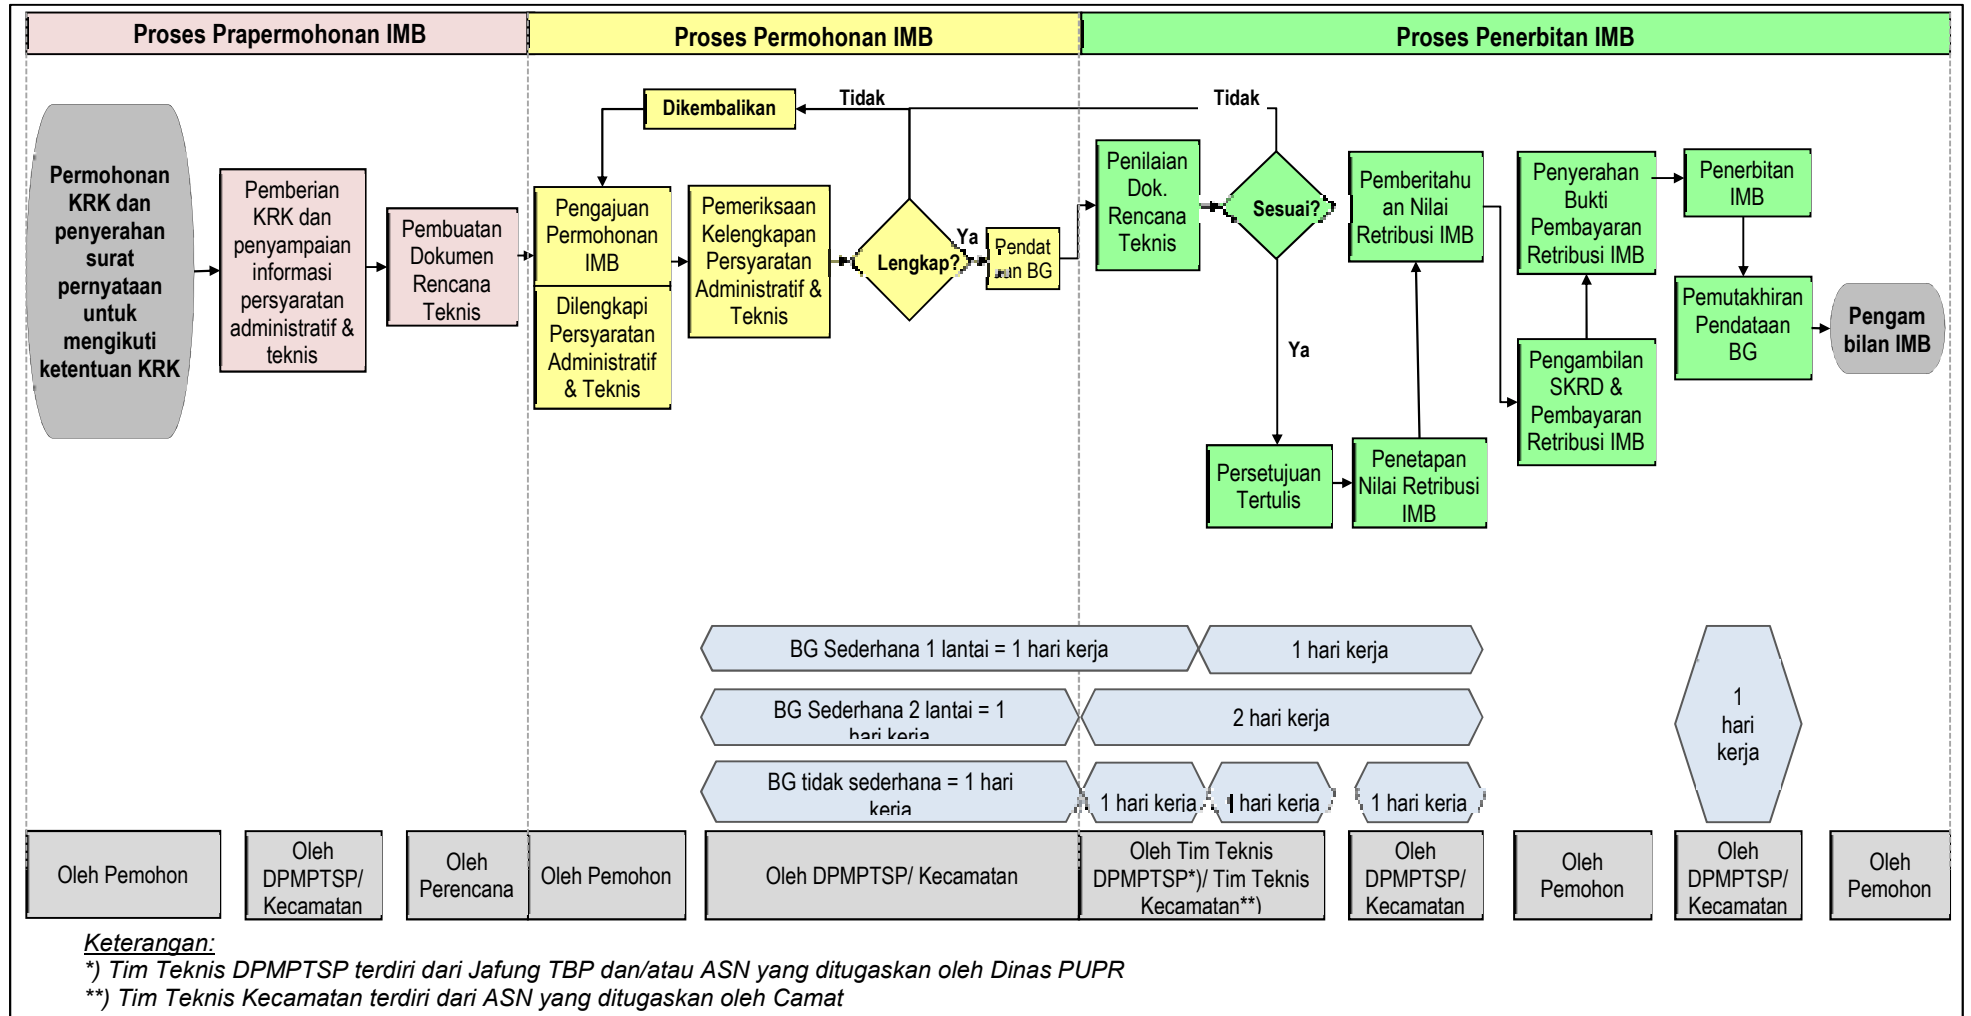 Proses Prapermohonan IMB
Proses Permohonan IMB
Proses Penerbitan IMB
Permohonan
KRK dan
penyerahan
surat
pernyataan
untuk
mengikuti
ketentuan KRK
Pemberian
KRK dan
penyampaian
informasi
persyaratan
administratif &
teknis
Pembuatan
Dokumen
Rencana
Teknis
Dikembalikan
Tidak
Pengajuan
Permohonan
IMB
Dilengkapi
Persyaratan
Administratif
& Teknis
Pemeriksaan
Kelengkapan
Persyaratan
Administratif &
Teknis
Lengkap?
Ya
Pendat
aan BG
Penilaian
Dok.
Rencana
Teknis
Tidak
Sesuai?
Ya
Persetujuan
Tertulis
Penetapan
Nilai Retribusi
IMB
Pemberitahu
an Nilai
Retribusi IMB
Pengambilan
SKRD &
Pembayaran
Retribusi IMB
Penyerahan
Bukti
Pembayaran
Retribusi IMB
Penerbitan
IMB
Pemutakhiran
Pendataan
BG
Pengam
bilan IMB
BG Sederhana 1 lantai = 1 hari kerja
1 hari kerja
BG Sederhana 2 lantai = 1
hari kerja
2 hari kerja
BG tidak sederhana = 1 hari
kerja
1 hari kerja
1 hari kerja
1 hari kerja
1
hari
kerja
Oleh Pemohon
Oleh
DPMPTSP/
Kecamatan
Oleh
Perencana
Oleh Pemohon
Oleh DPMPTSP/ Kecamatan
Oleh Tim Teknis
DPMPTSP*)/ Tim Teknis
Kecamatan**)
Oleh
DPMPTSP/
Kecamatan
Oleh
Pemohon
Oleh
DPMPTSP/
Kecamatan
Oleh
Pemohon
Keterangan:
*) Tim Teknis DPMPTSP terdiri dari Jafung TBP dan/atau ASN yang ditugaskan oleh Dinas PUPR
**) Tim Teknis Kecamatan terdiri dari ASN yang ditugaskan oleh Camat